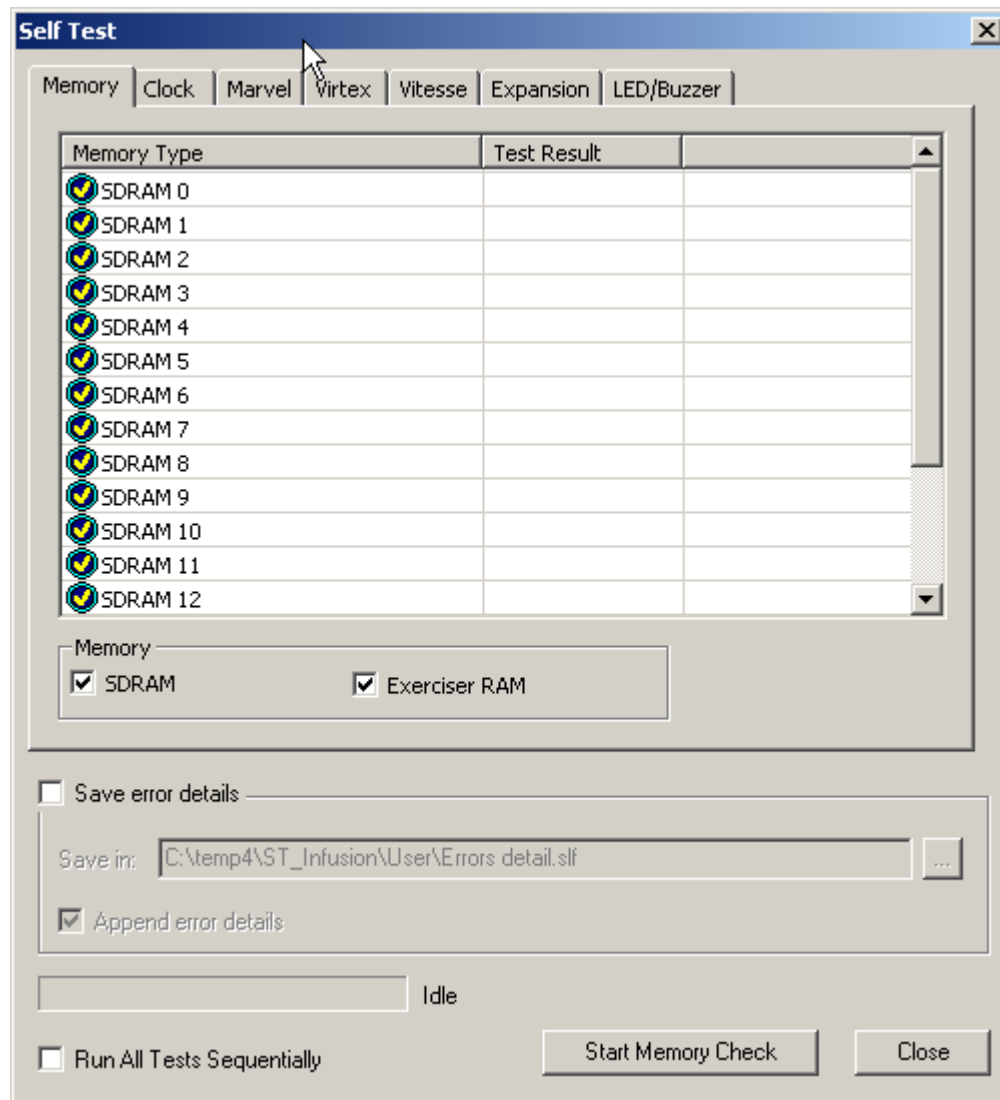 Self Test
Memory Clock Marvel Virtex Vitesse Expansion LED/Buzzer
Memory Type Test Result
SDRAM 0
SDRAM 1
SDRAM 2
SDRAM 3
SDRAM 4
SDRAM 5
SDRAM 6
SDRAM 7
SDRAM 8
SDRAM 9
SDRAM 10
SDRAM 11
SDRAM 12
Memory
SDRAM Exerciser RAM
Save error details
Save in: C:\temp4\ST_Infusion\User\Errors detail.slf ...
Append error details
Idle
Run All Tests Sequentially Start Memory Check Close